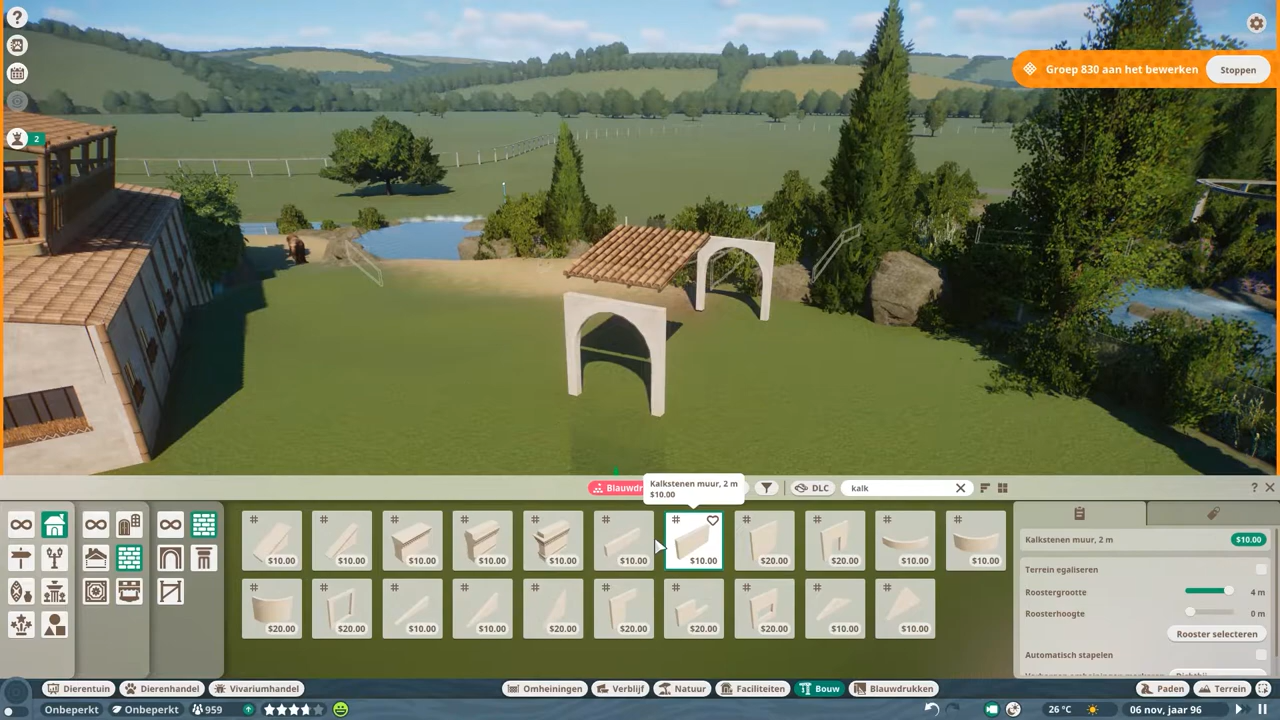 ?
Groep 830 aan het bewerken
Stoppen
2
Kalkstenen muur, 2 m
$10.00
Blauwdr
DLC
kalk
?
$10.00
$10.00
$10.00
$10.00
$10.00
$10.00
$10.00
$20.00
$20.00
$10.00
$10.00
$20.00
$20.00
$10.00
$10.00
$20.00
$20.00
$10.00
$20.00
$10.00
$10.00
Kalkstenen muur, 2 m
$10.00
Terrein egaliseren
Roostergrootte
4 m
Roosterhoogte
0 m
Rooster selecteren
Automatisch stapelen
Dierentuin
Dierenhandel
Vivariumhandel
Omheiningen
Verblijf
Natuur
Faciliteiten
Bouw
Blauwdrukken
Paden
Terrein
Onbeperkt
Onbeperkt
959
26 °C
06 nov, jaar 96